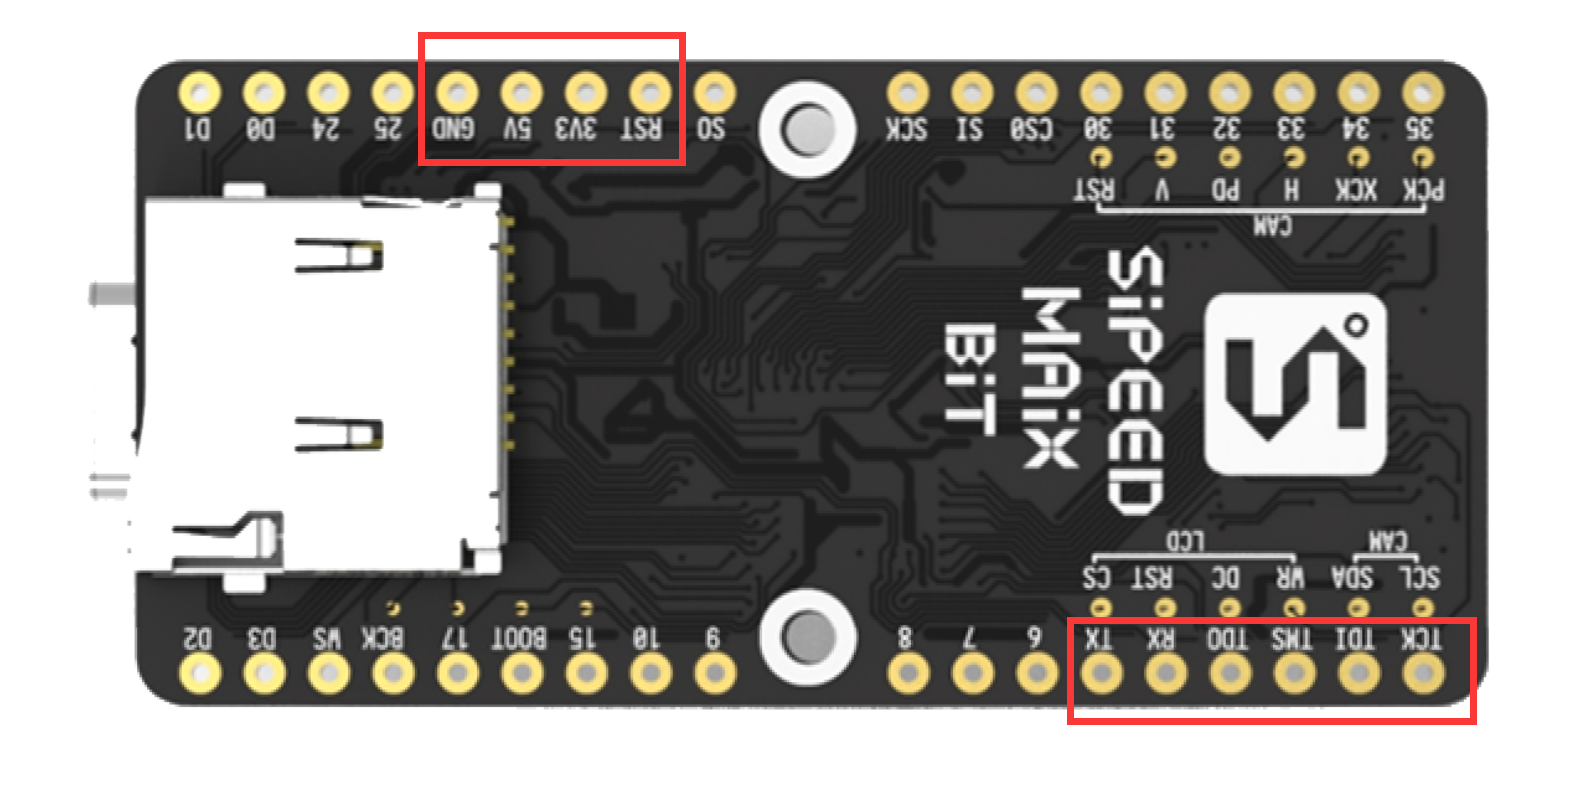 D1 D0 24 25 GND 5V 3V3 RST SO SCK SI CS0 30 31 32 33 34 35
RST V PD H XCK PCK
CAM
SiPEED
MAiX
BiT
LCD CAM
CS RST DC WR SDA SCL
D2 D3 WS BCK 17 BOOT 15 10 9 8 7 6 TX RX TDO TMS TDI TCK